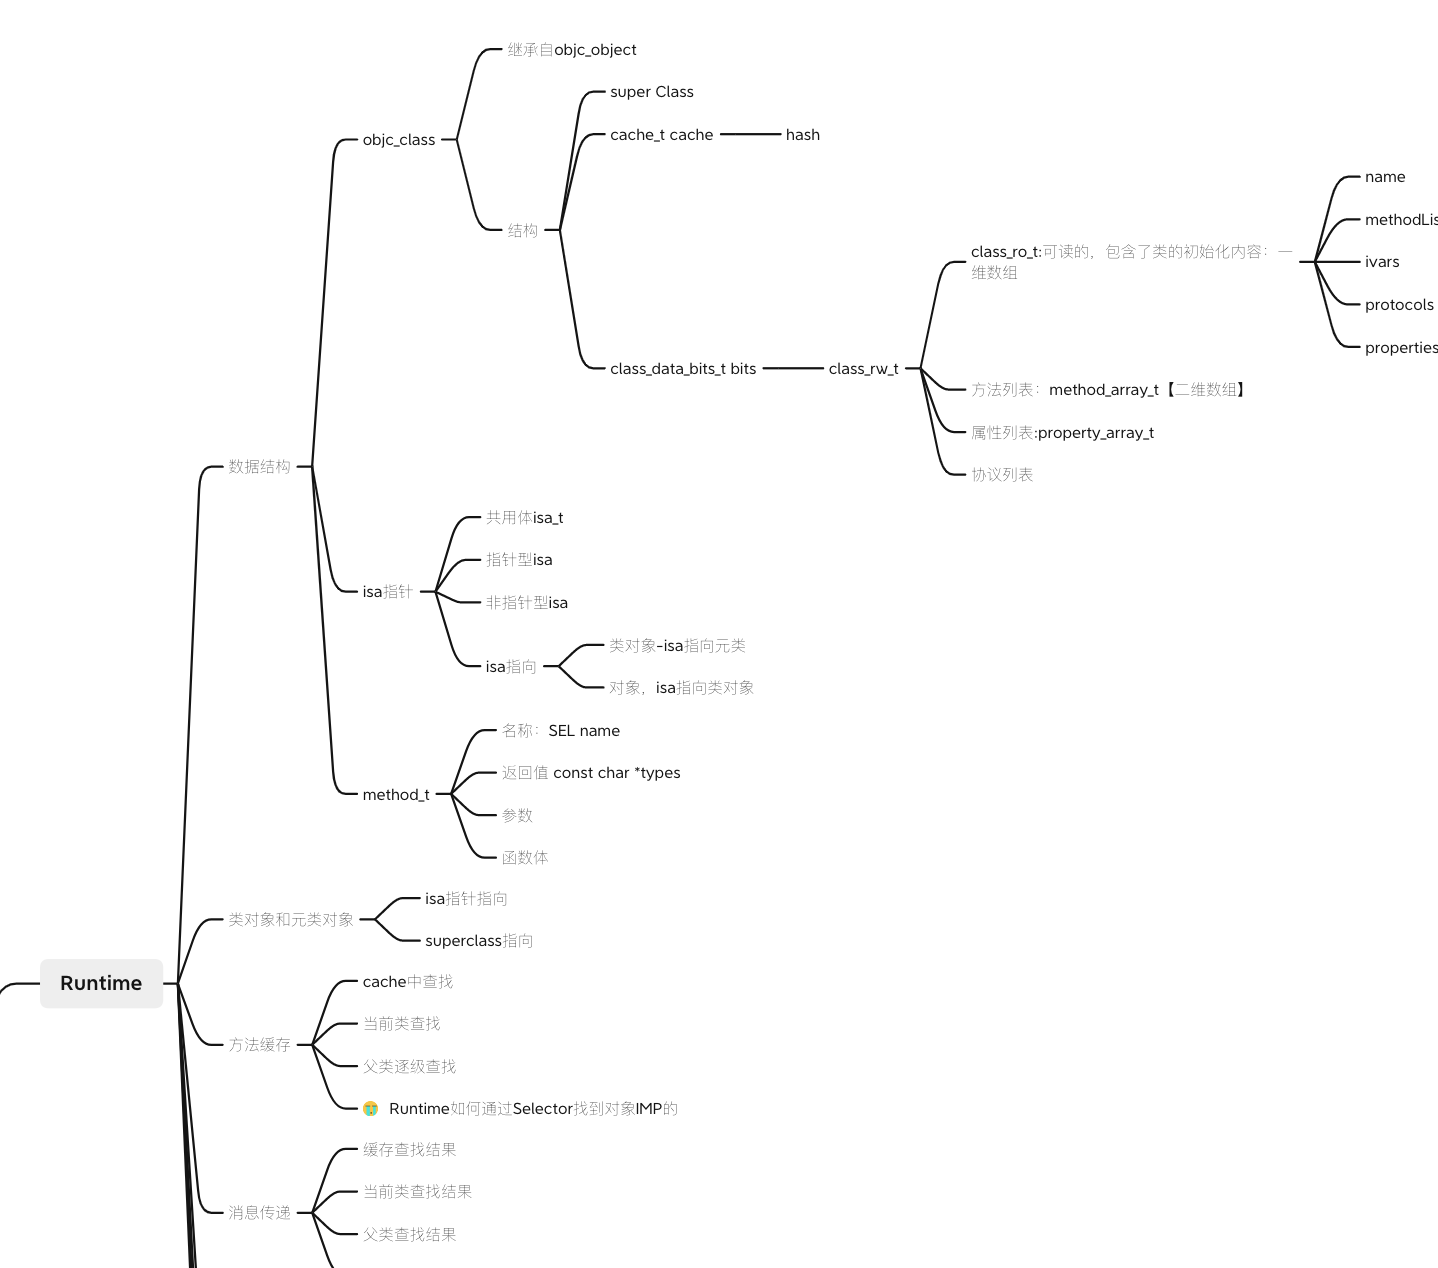 继承自objc_object
super Class
objc_class
cache_t cache
hash
name
methodLis
结构
class_ro_t:可读的，包含了类的初始化内容：一
维数组
ivars
protocols
properties
class_data_bits_t bits
class_rw_t
方法列表：method_array_t【二维数组】
属性列表:property_array_t
协议列表
数据结构
共用体isa_t
指针型isa
isa指针
非指针型isa
类对象-isa指向元类
isa指向
对象，isa指向类对象
名称：SEL name
返回值 const char *types
method_t
参数
函数体
isa指针指向
类对象和元类对象
superclass指向
Runtime
cache中查找
当前类查找
方法缓存
父类逐级查找
😭 Runtime如何通过Selector找到对象IMP的
缓存查找结果
当前类查找结果
消息传递
父类查找结果